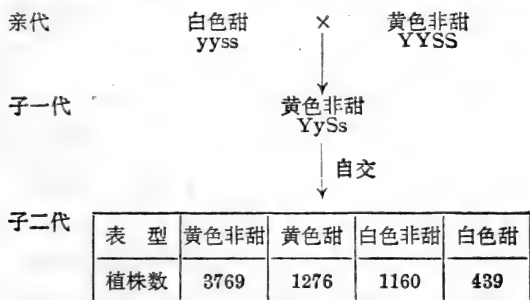 亲代 白色甜 × 黄色非甜
yyss YYSS
子一代 黄色非甜
YySs
自交
子二代
表 型 黄色非甜 黄色甜 白色非甜 白色甜
植株数 3769 1276 1160 439